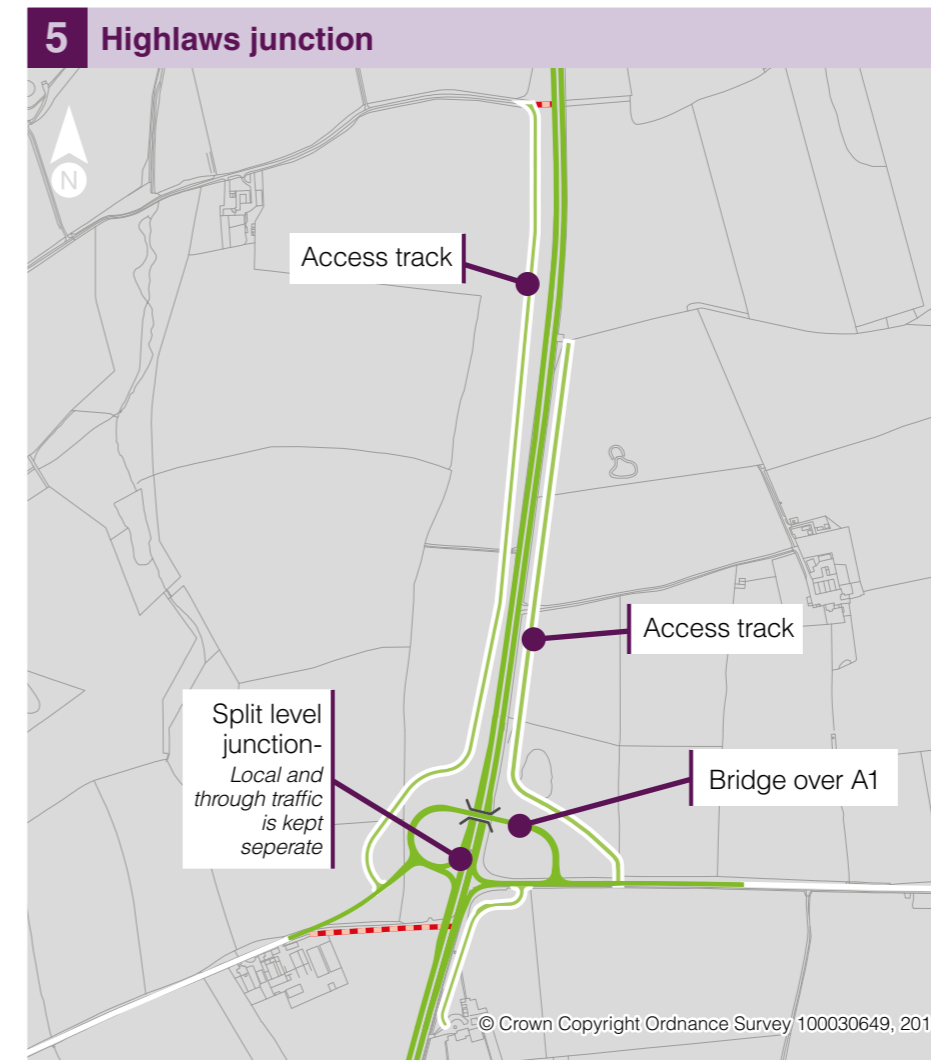 5 Highlaws junction
N
Access track
Access track
Split level
junction-
Local and
through traffic
is kept
seperate
Bridge over A1
© Crown Copyright Ordnance Survey 100030649, 201